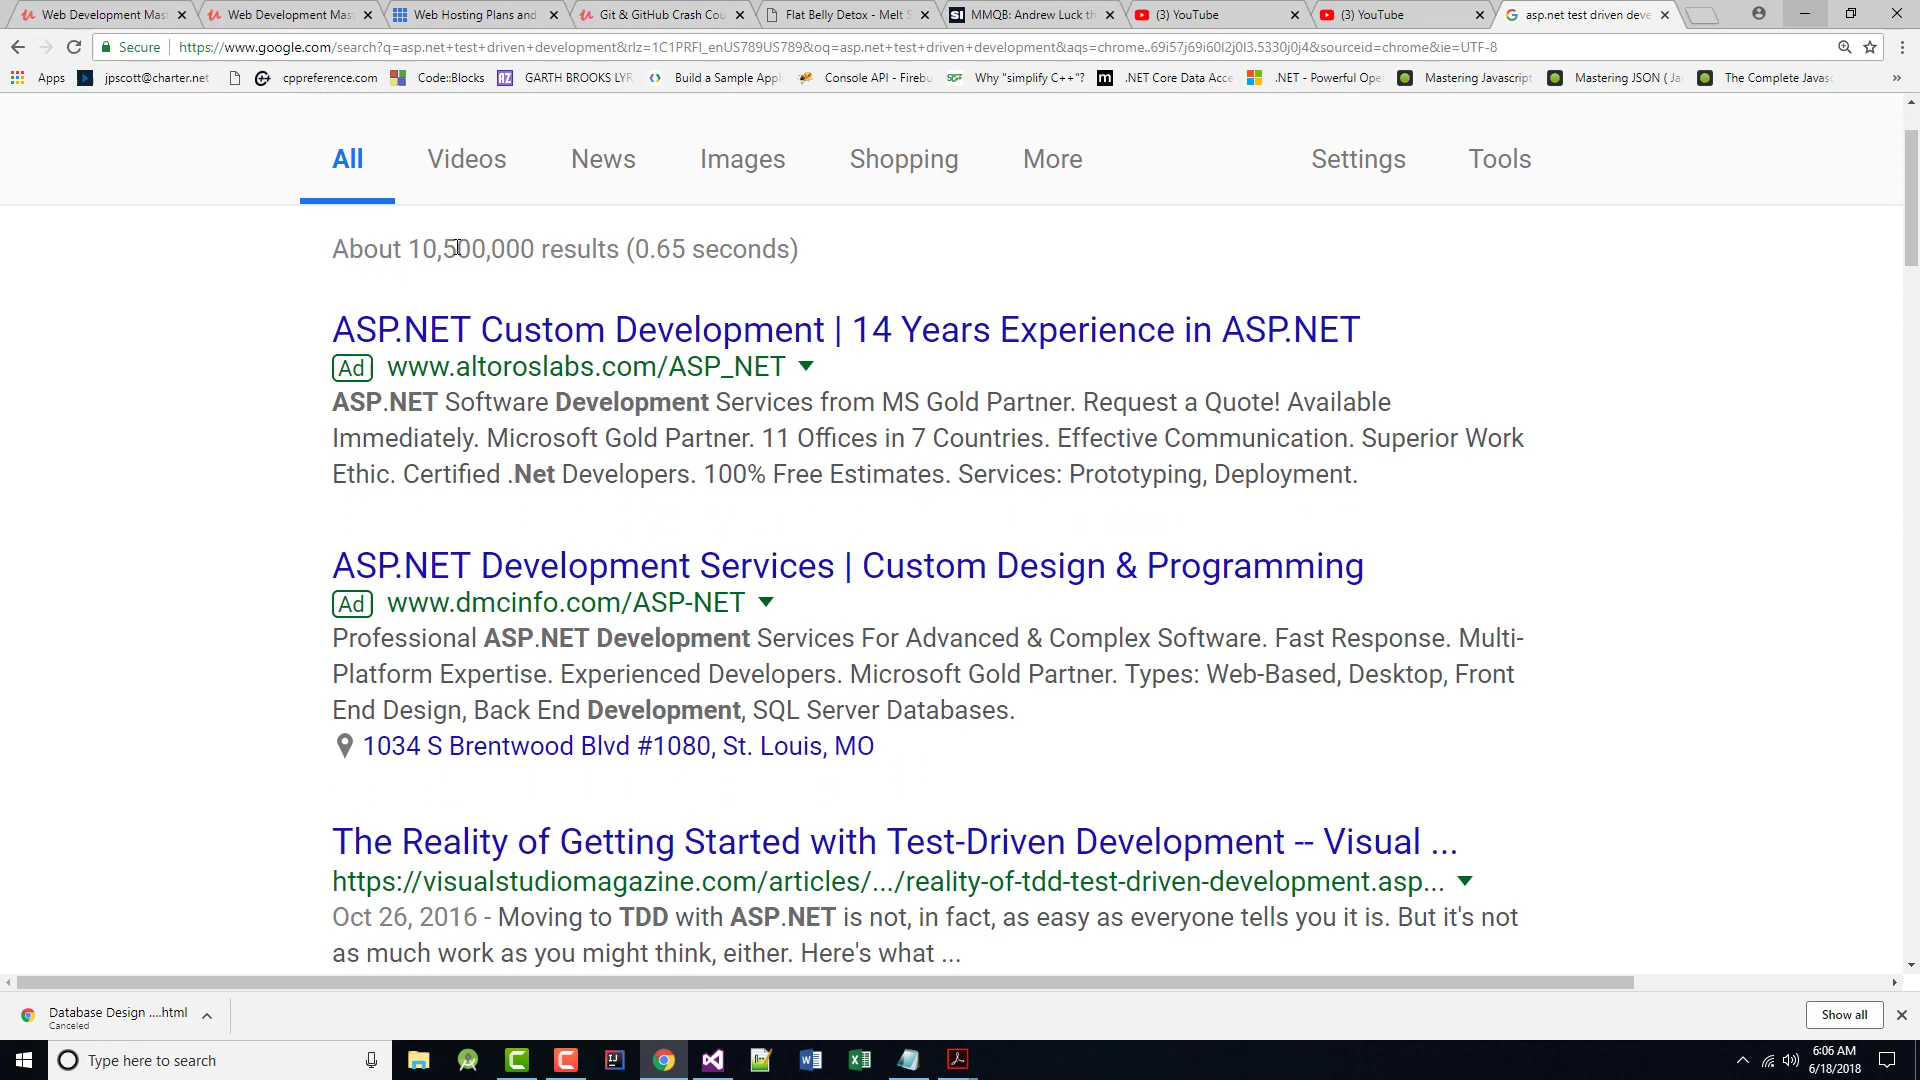 Web Development Mas
Web Development Mast
Web Hosting Plans and
Git & GitHub Crash Cou
Flat Belly Detox - Melt S
MMQB: Andrew Luck th
(3) YouTube
(3) YouTube
asp.net test driven deve
Secure
https://www.google.com/search?q=asp.net+test+driven+development&rlz=1C1PRFI_enUS789US789&oq=asp.net+test+driven+development&aqs=chrome..69i57j69i60l2j0l3.5330j0j4&sourceid=chrome&ie=UTF-8
Apps
jpscott@charter.net
cppreference.com
Code::Blocks
GARTH BROOKS LYR
Build a Sample Appl
Console API - Firebu
Why "simplify C++"?
.NET Core Data Acce
.NET - Powerful Ope
Mastering Javascript
Mastering JSON ( Ja
The Complete Javasc
All
Videos
News
Images
Shopping
More
Settings
Tools
About 10,500,000 results (0.65 seconds)
ASP.NET Custom Development | 14 Years Experience in ASP.NET
Ad www.altoroslabs.com/ASP_NET
ASP.NET Software Development Services from MS Gold Partner. Request a Quote! Available
Immediately. Microsoft Gold Partner. 11 Offices in 7 Countries. Effective Communication. Superior Work
Ethic. Certified .Net Developers. 100% Free Estimates. Services: Prototyping, Deployment.
ASP.NET Development Services | Custom Design & Programming
Ad www.dmcinfo.com/ASP-NET
Professional ASP.NET Development Services For Advanced & Complex Software. Fast Response. Multi-
Platform Expertise. Experienced Developers. Microsoft Gold Partner. Types: Web-Based, Desktop, Front
End Design, Back End Development, SQL Server Databases.
1034 S Brentwood Blvd #1080, St. Louis, MO
The Reality of Getting Started with Test-Driven Development -- Visual ...
https://visualstudiomagazine.com/articles/.../reality-of-tdd-test-driven-development.asp...
Oct 26, 2016 - Moving to TDD with ASP.NET is not, in fact, as easy as everyone tells you it is. But it's not
as much work as you might think, either. Here's what ...
Database Design ....html
Canceled
Show all
Type here to search
6:06 AM
6/18/2018